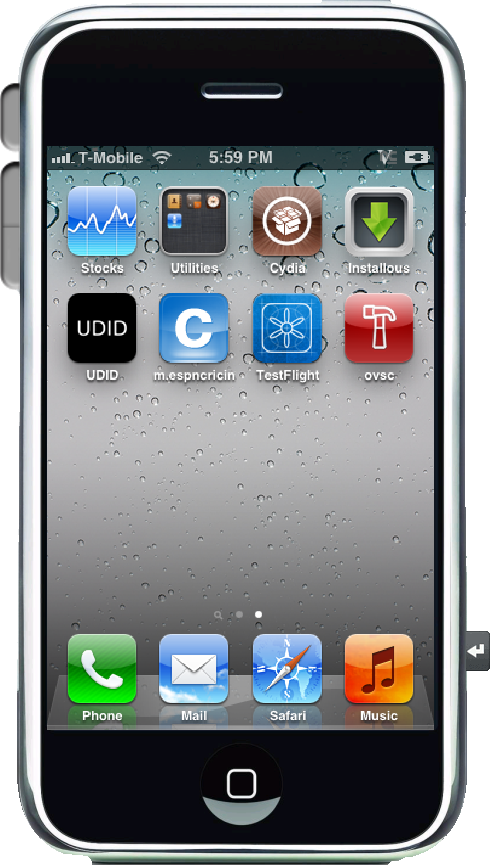 T-Mobile 5:59 PM
Stocks Utilities Cydia Installous
UDID
C
UDID m.espncricin TestFlight ovsc
Phone Mail Safari Music